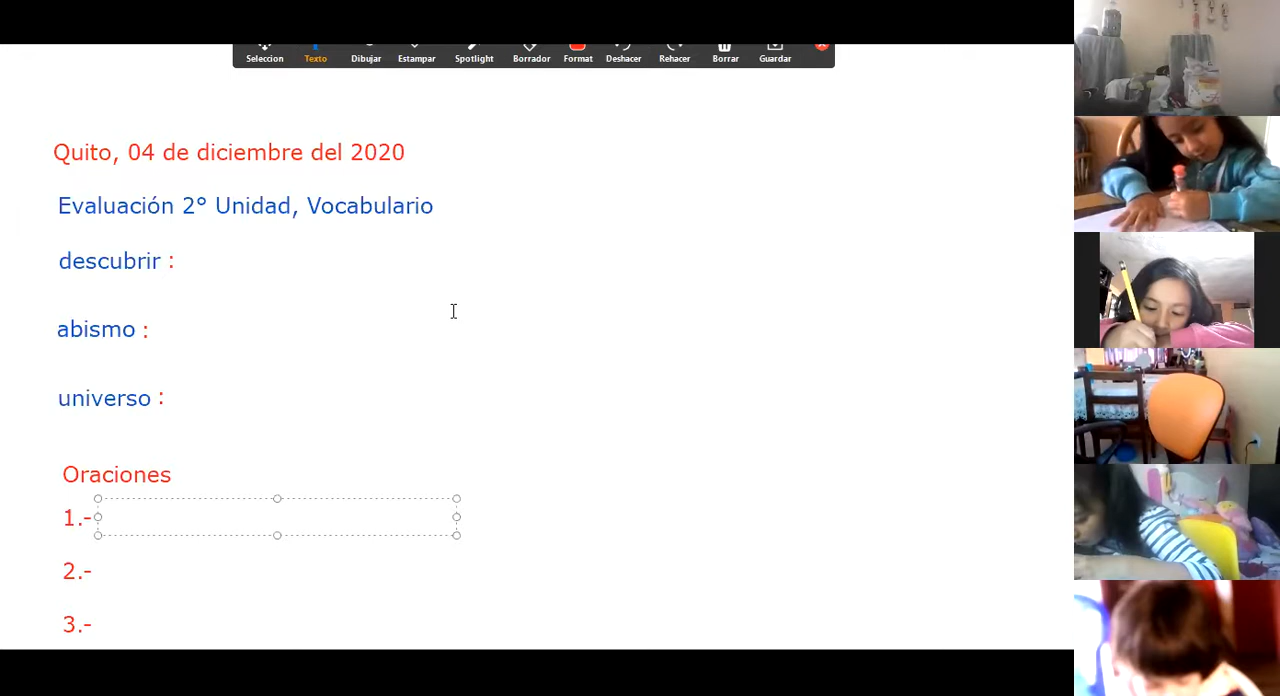 Seleccion Texto Dibujar Estampar Spotlight Borrador Format Deshacer Rehacer Borrar Guardar
Quito, 04 de diciembre del 2020
Evaluación 2° Unidad, Vocabulario
descubrir :
abismo :
universo :
Oraciones
1.-
2.-
3.-